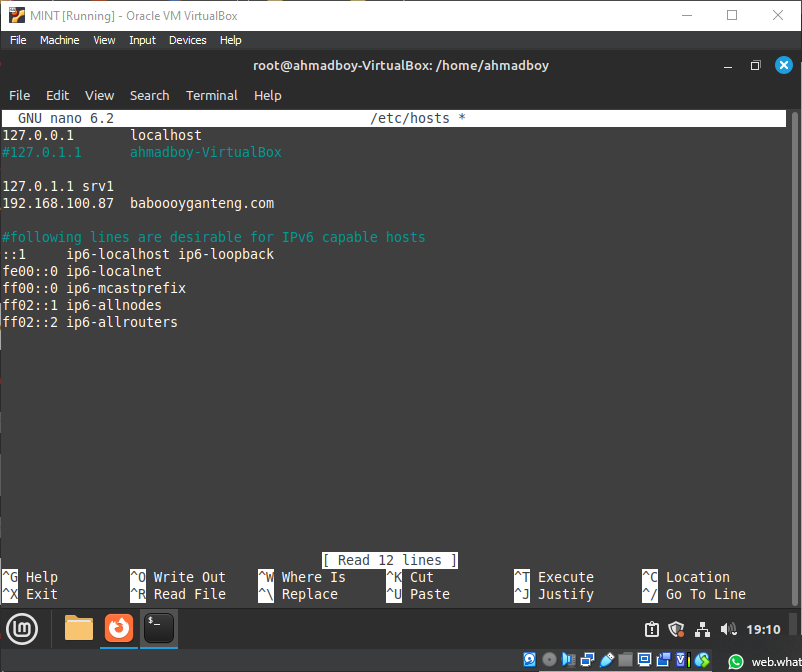 MINT [Running] - Oracle VM VirtualBox
File Machine View Input Devices Help
root@ahmadboy-VirtualBox: /home/ahmadboy
File Edit View Search Terminal Help
GNU nano 6.2 /etc/hosts *
127.0.0.1 localhost
#127.0.1.1 ahmadboy-VirtualBox
127.0.1.1 srv1
192.168.100.87 baboooyganteng.com
#following lines are desirable for IPv6 capable hosts
::1 ip6-localhost ip6-loopback
fe00::0 ip6-localnet
ff00::0 ip6-mcastprefix
ff02::1 ip6-allnodes
ff02::2 ip6-allrouters
[ Read 12 lines ]
^G Help ^O Write Out ^W Where Is ^K Cut ^T Execute ^C Location
^X Exit ^R Read File ^\ Replace ^U Paste ^J Justify ^/ Go To Line
19:10
web.what